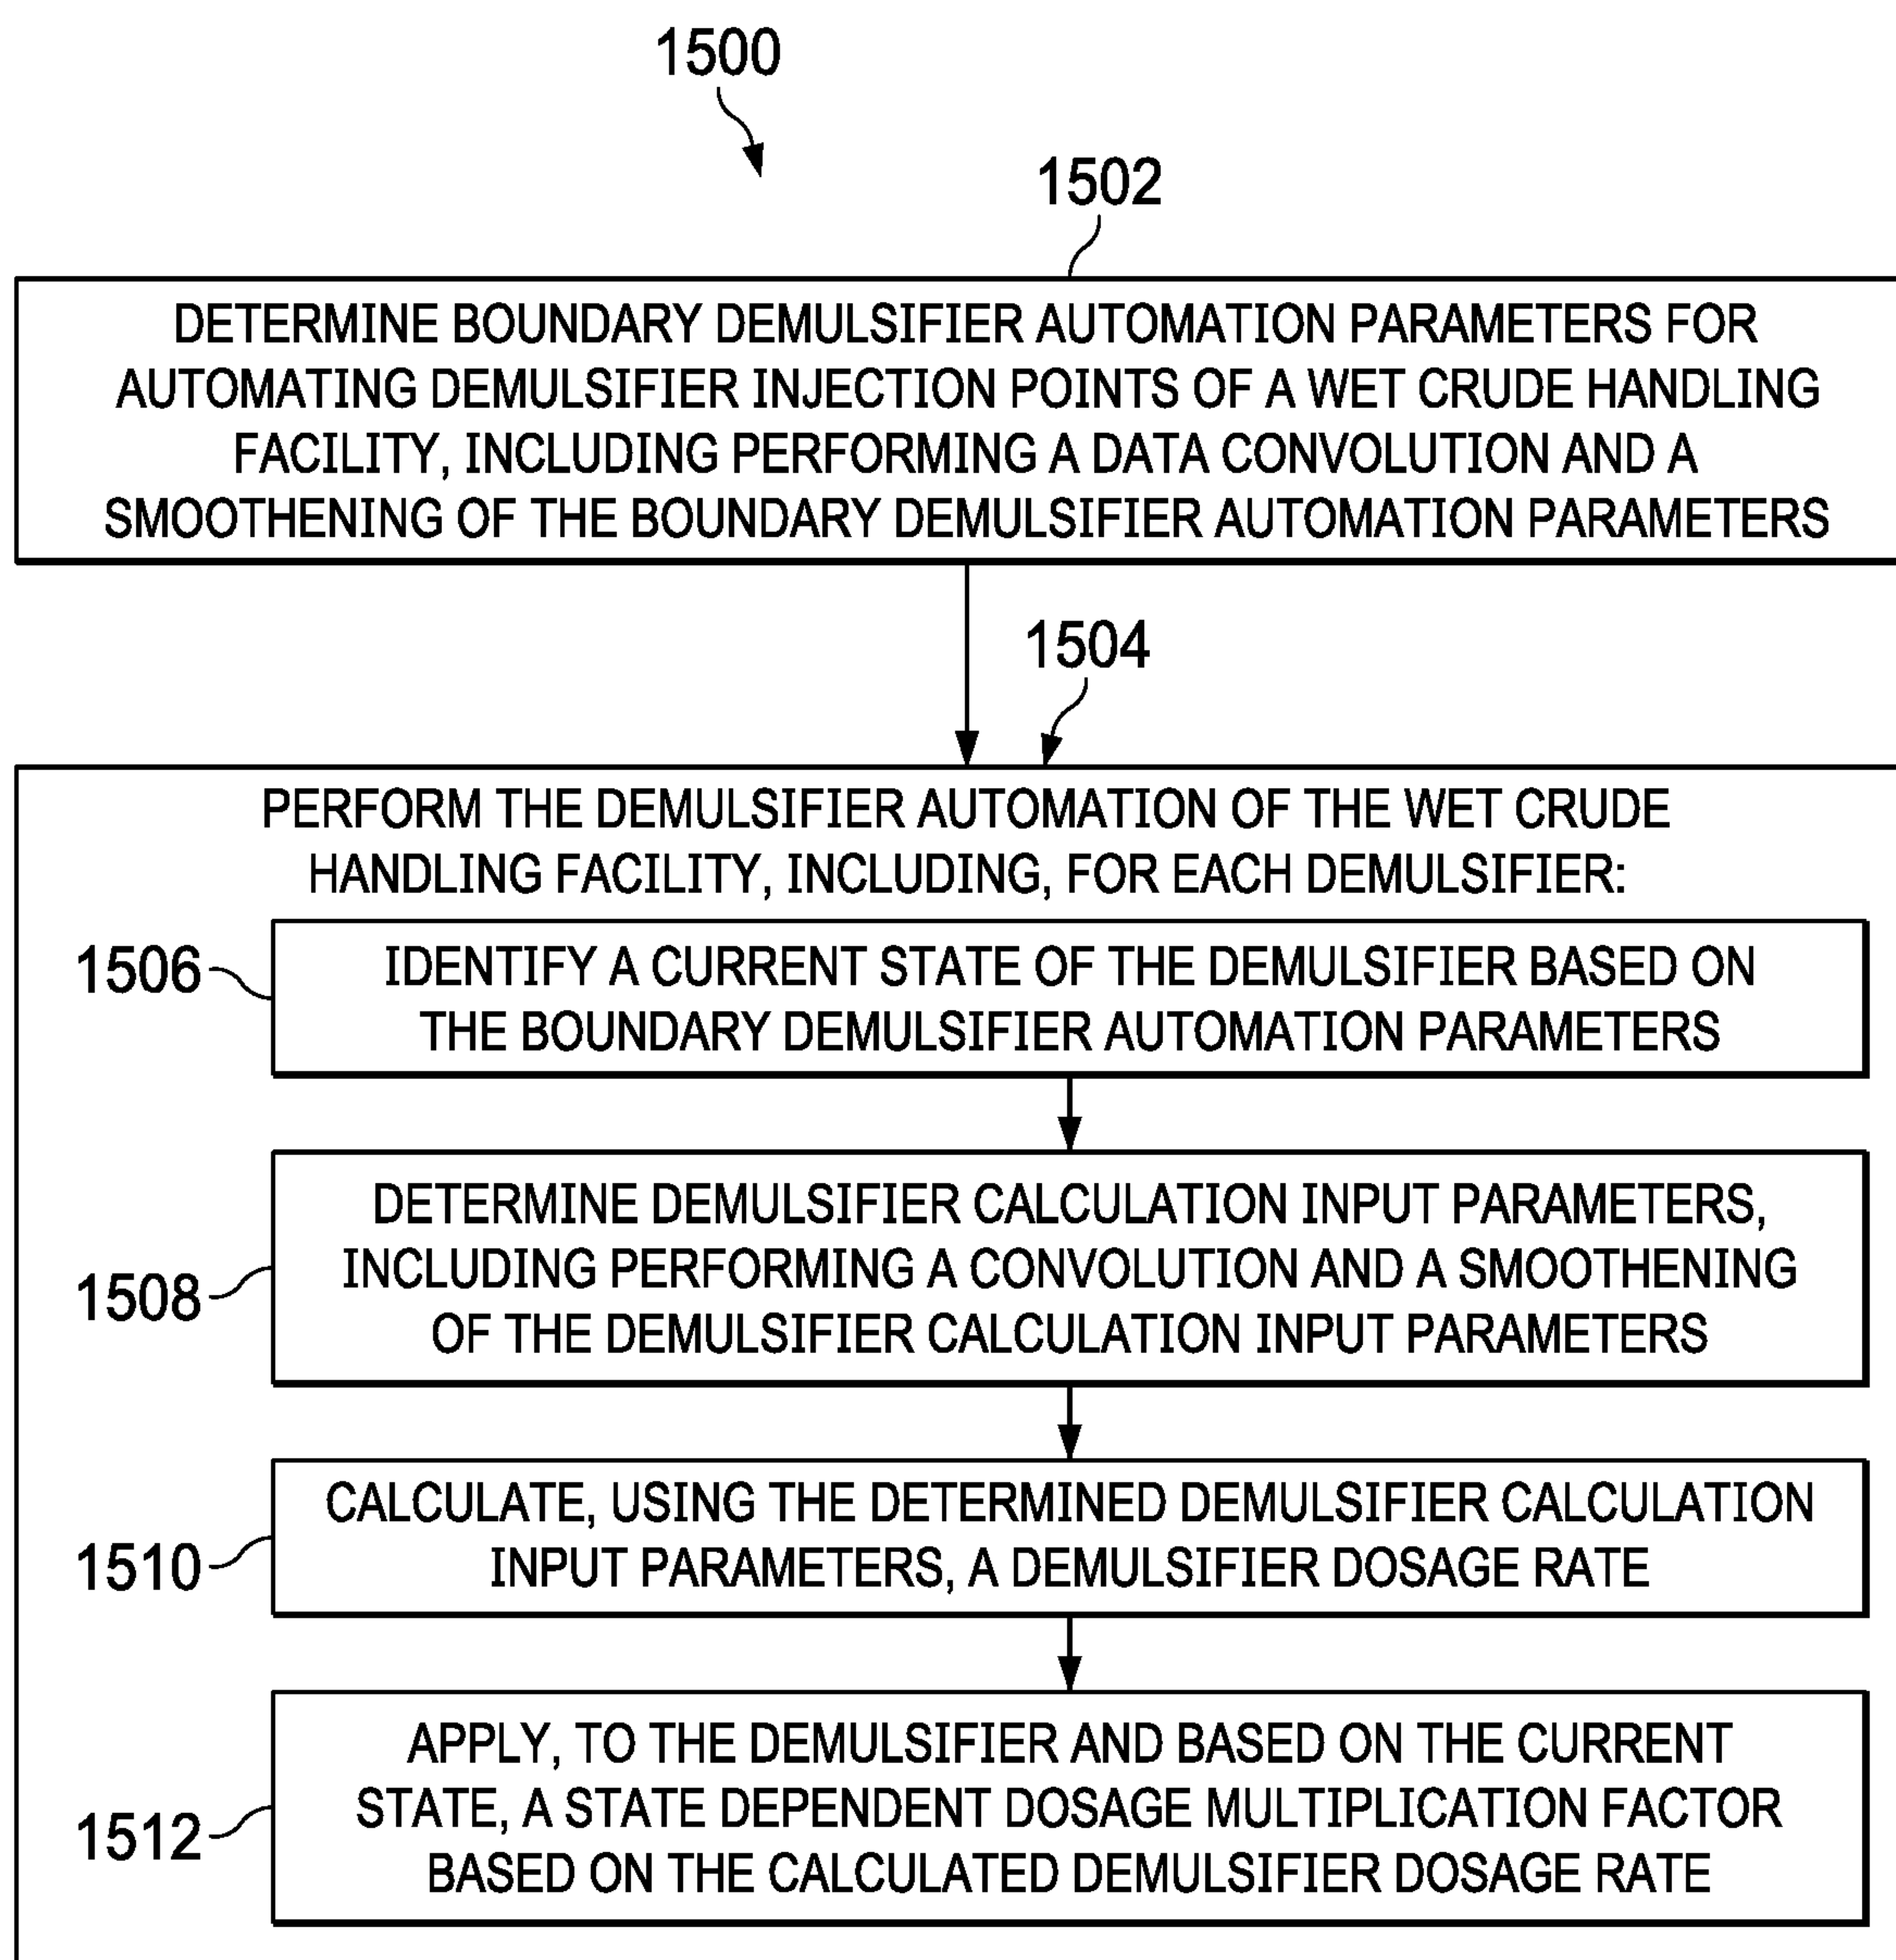 1500
1502
DETERMINE BOUNDARY DEMULSIFIER AUTOMATION PARAMETERS FOR
AUTOMATING DEMULSIFIER INJECTION POINTS OF A WET CRUDE HANDLING
FACILITY, INCLUDING PERFORMING A DATA CONVOLUTION AND A
SMOOTHENING OF THE BOUNDARY DEMULSIFIER AUTOMATION PARAMETERS
1504
PERFORM THE DEMULSIFIER AUTOMATION OF THE WET CRUDE
HANDLING FACILITY, INCLUDING, FOR EACH DEMULSIFIER:
1506
IDENTIFY A CURRENT STATE OF THE DEMULSIFIER BASED ON
THE BOUNDARY DEMULSIFIER AUTOMATION PARAMETERS
1508
DETERMINE DEMULSIFIER CALCULATION INPUT PARAMETERS,
INCLUDING PERFORMING A CONVOLUTION AND A SMOOTHENING
OF THE DEMULSIFIER CALCULATION INPUT PARAMETERS
1510
CALCULATE, USING THE DETERMINED DEMULSIFIER CALCULATION
INPUT PARAMETERS, A DEMULSIFIER DOSAGE RATE
1512
APPLY, TO THE DEMULSIFIER AND BASED ON THE CURRENT
STATE, A STATE DEPENDENT DOSAGE MULTIPLICATION FACTOR
BASED ON THE CALCULATED DEMULSIFIER DOSAGE RATE